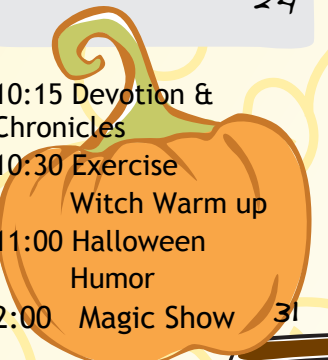 24
10:15 Devotion &
Chronicles
10:30 Exercise
Witch Warm up
11:00 Halloween
Humor
2:00 Magic Show 31